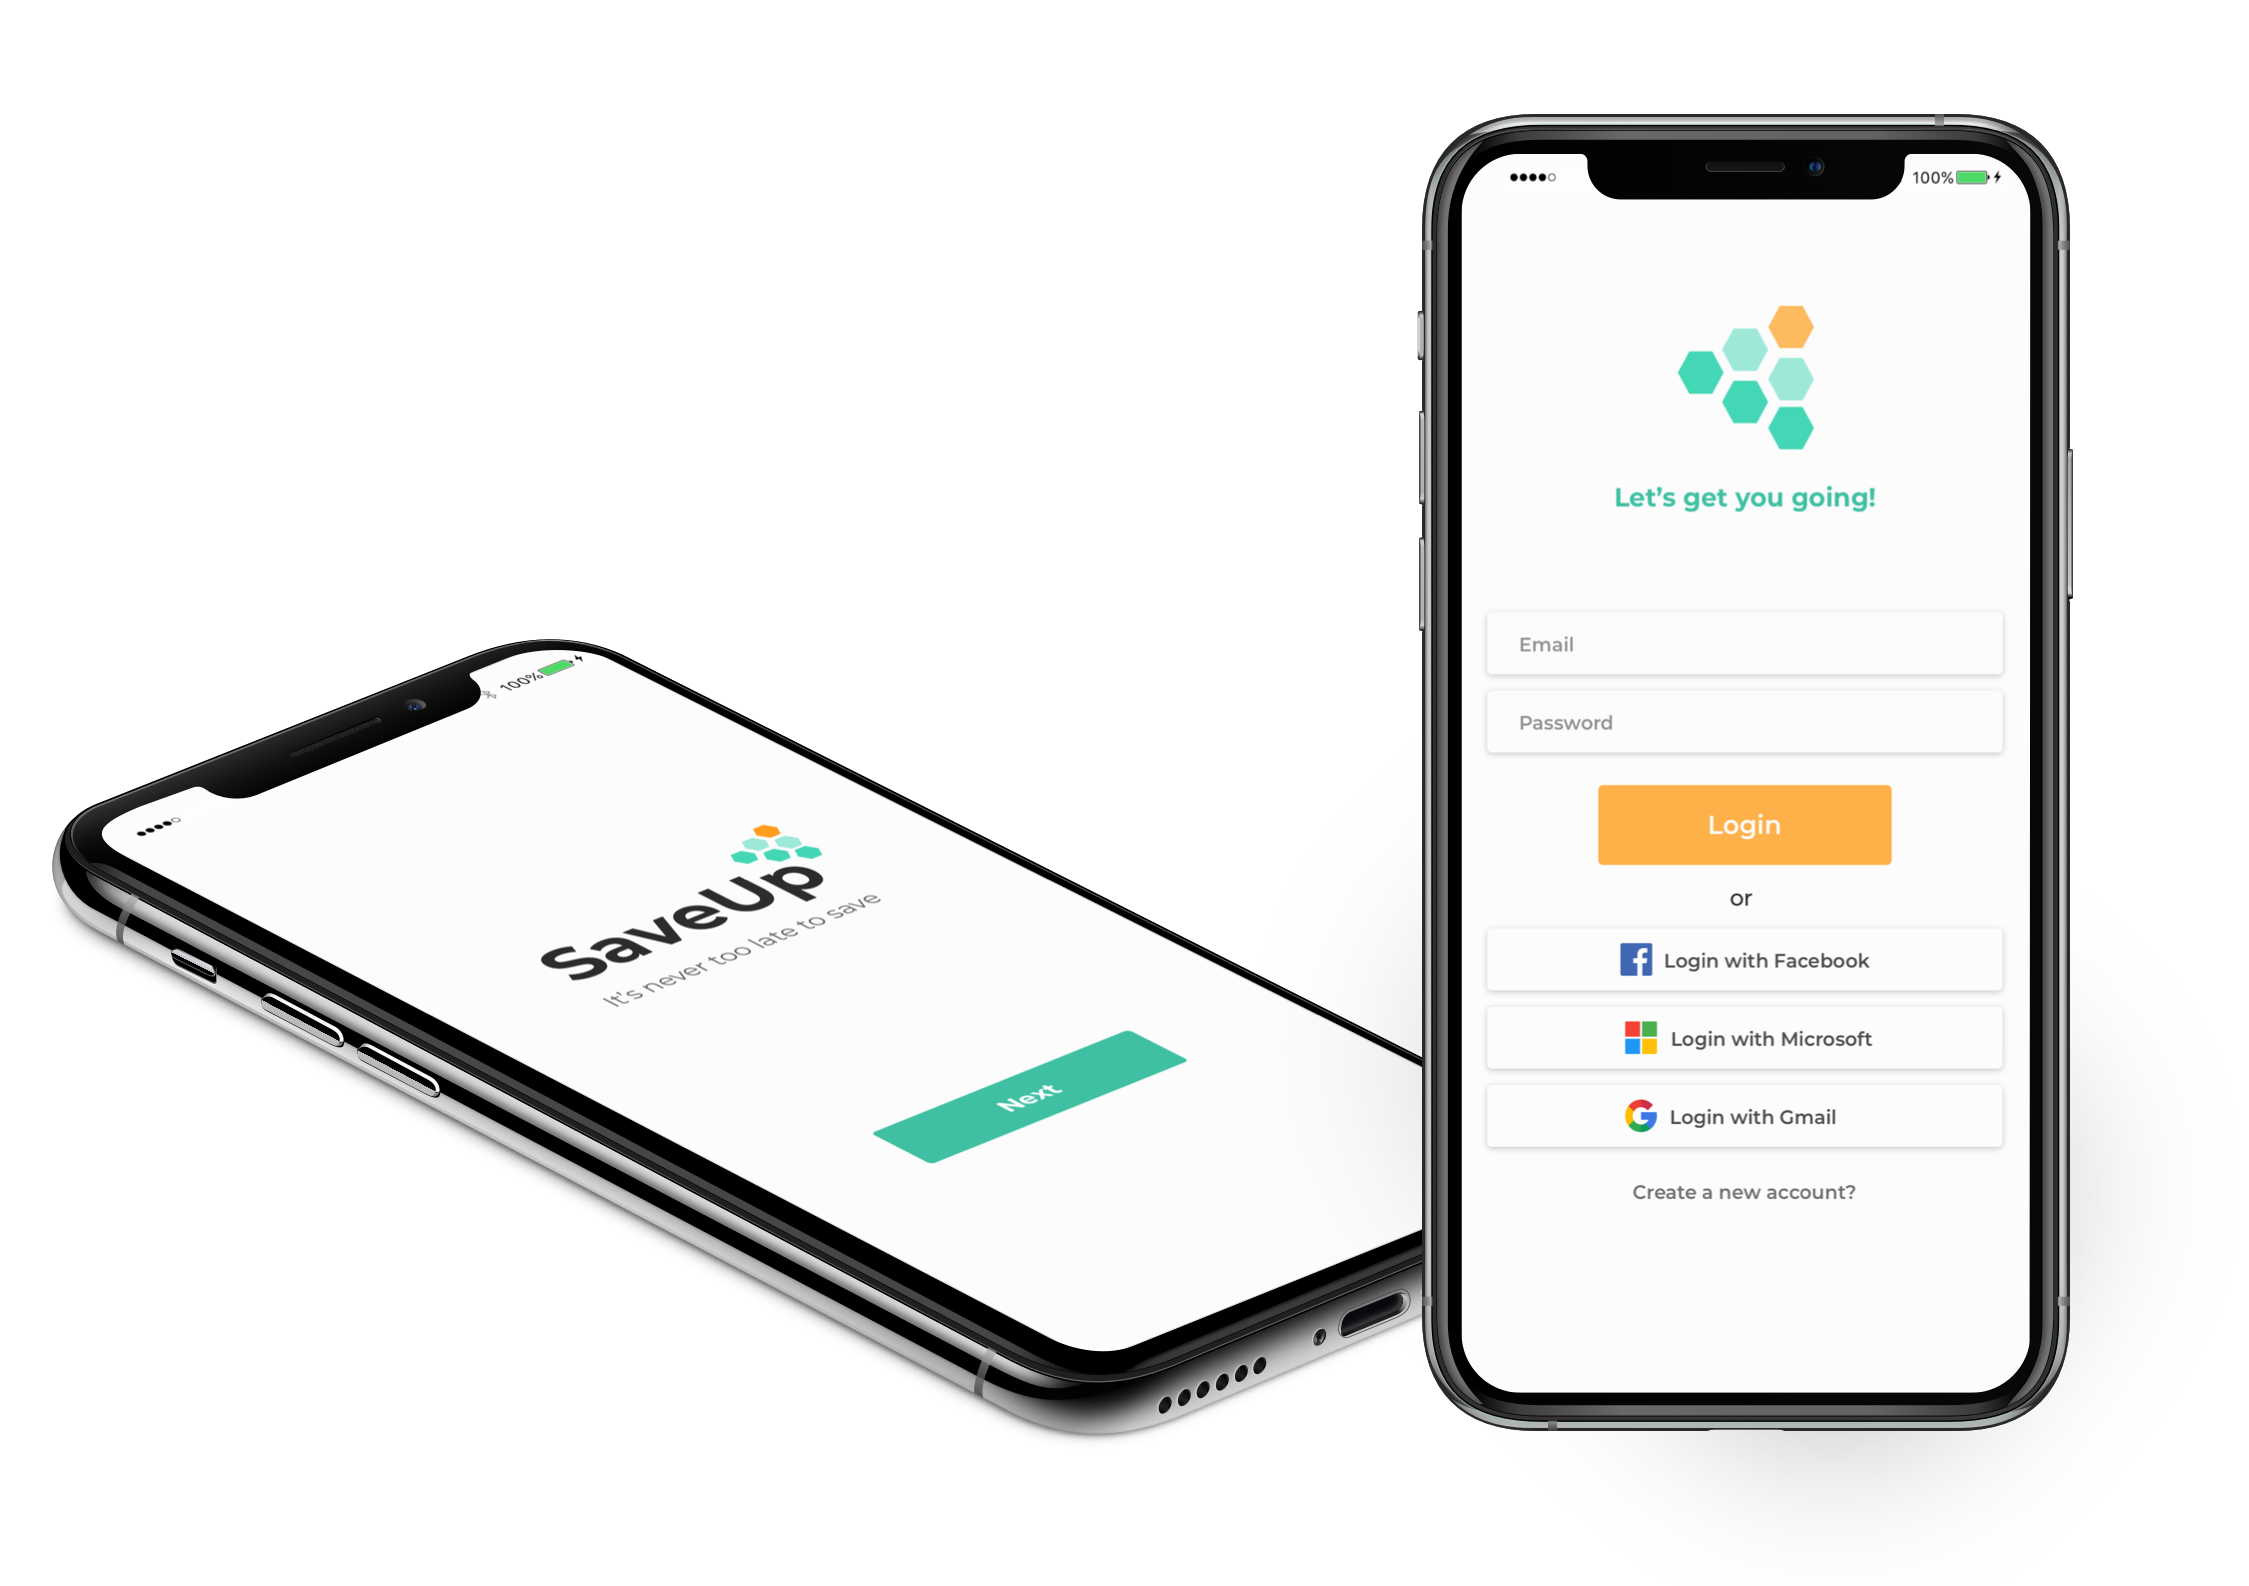 100%
SaveUp
It's never too late to save
Next
100%
Let's get you going!
Email
Password
Login
or
Login with Facebook
Login with Microsoft
Login with Gmail
Create a new account?